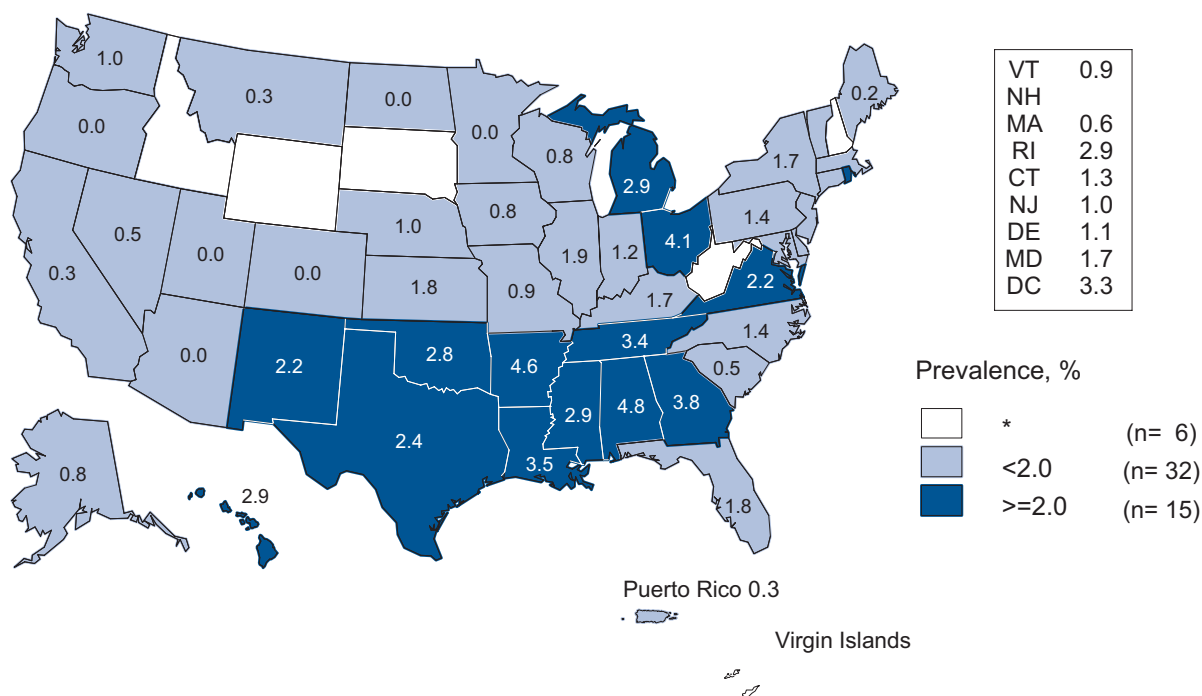 1.0
0.3
0.0
0.0
0.2
VT 0.9
NH
MA 0.6
RI 2.9
CT 1.3
NJ 1.0
DE 1.1
MD 1.7
DC 3.3
0.0
0.8
2.9
1.7
0.3
0.5
0.0
0.0
1.0
1.8
0.8
0.9
1.9
1.2
4.1
1.4
2.2
1.7
1.4
0.5
0.0
2.2
2.8
2.4
4.6
3.5
3.4
2.9
4.8
3.8
1.8
Prevalence, %
* (n= 6)
<2.0 (n= 32)
>=2.0 (n= 15)
0.8
2.9
Puerto Rico 0.3
Virgin Islands